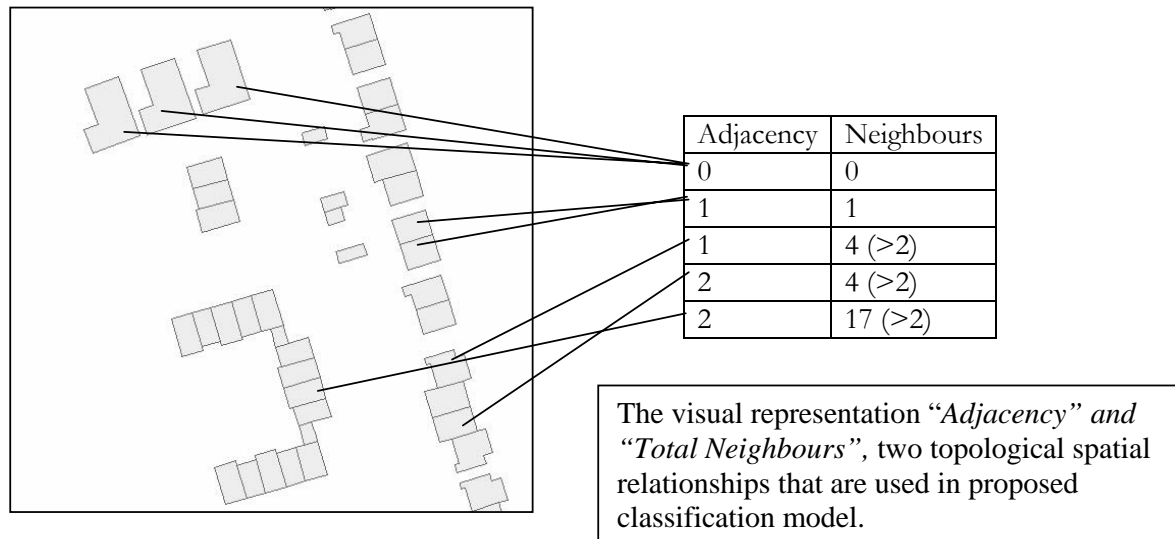 Adjacency Neighbours
0 0
1 1
1 4 (>2)
2 4 (>2)
2 17 (>2)
The visual representation “Adjacency” and
“Total Neighbours”, two topological spatial
relationships that are used in proposed
classification model.